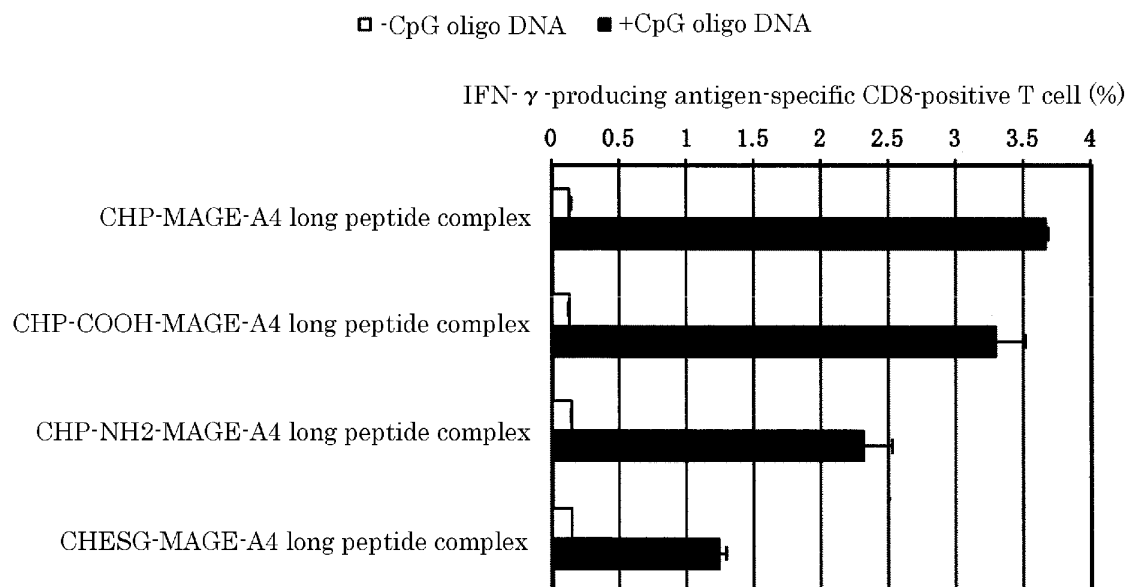 -CpG oligo DNA +CpG oligo DNA
IFN-γ-producing antigen-specific CD8-positive T cell (%)
0 0.5 1 1.5 2 2.5 3 3.5 4
CHP-MAGE-A4 long peptide complex
CHP-COOH-MAGE-A4 long peptide complex
CHP-NH2-MAGE-A4 long peptide complex
CHESG-MAGE-A4 long peptide complex